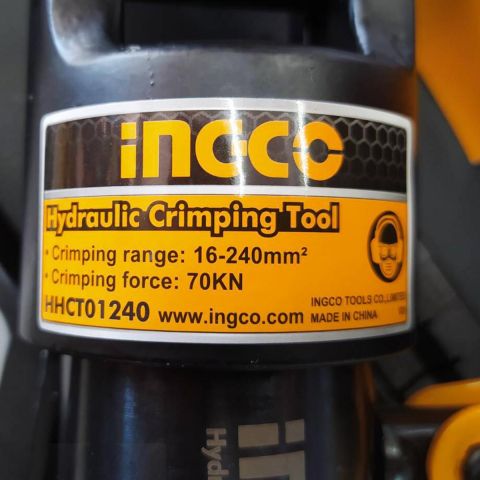 INGCO
Hydraulic Crimping Tool
• Crimping range: 16-240mm²
• Crimping force: 70KN
HHCT01240 www.ingco.com
INGCO TOOLS CO.,LIMITED
MADE IN CHINA